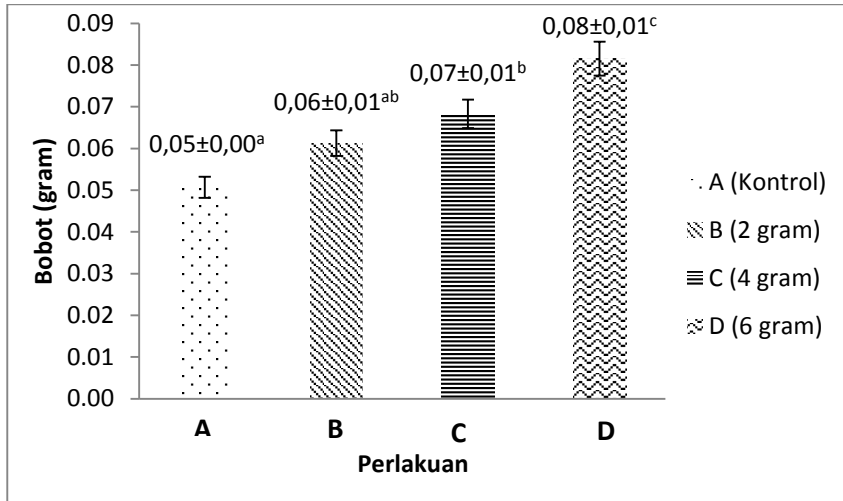 0.09
0.08
0.07
0.06
0.05
0.04
0.03
0.02
0.01
0.00
Bobot (gram)
0,05±0,00ᵃ
0,06±0,01ᵃᵇ
0,07±0,01ᵇ
0,08±0,01ᶜ
A
B
C
D
Perlakuan
A (Kontrol)
B (2 gram)
C (4 gram)
D (6 gram)